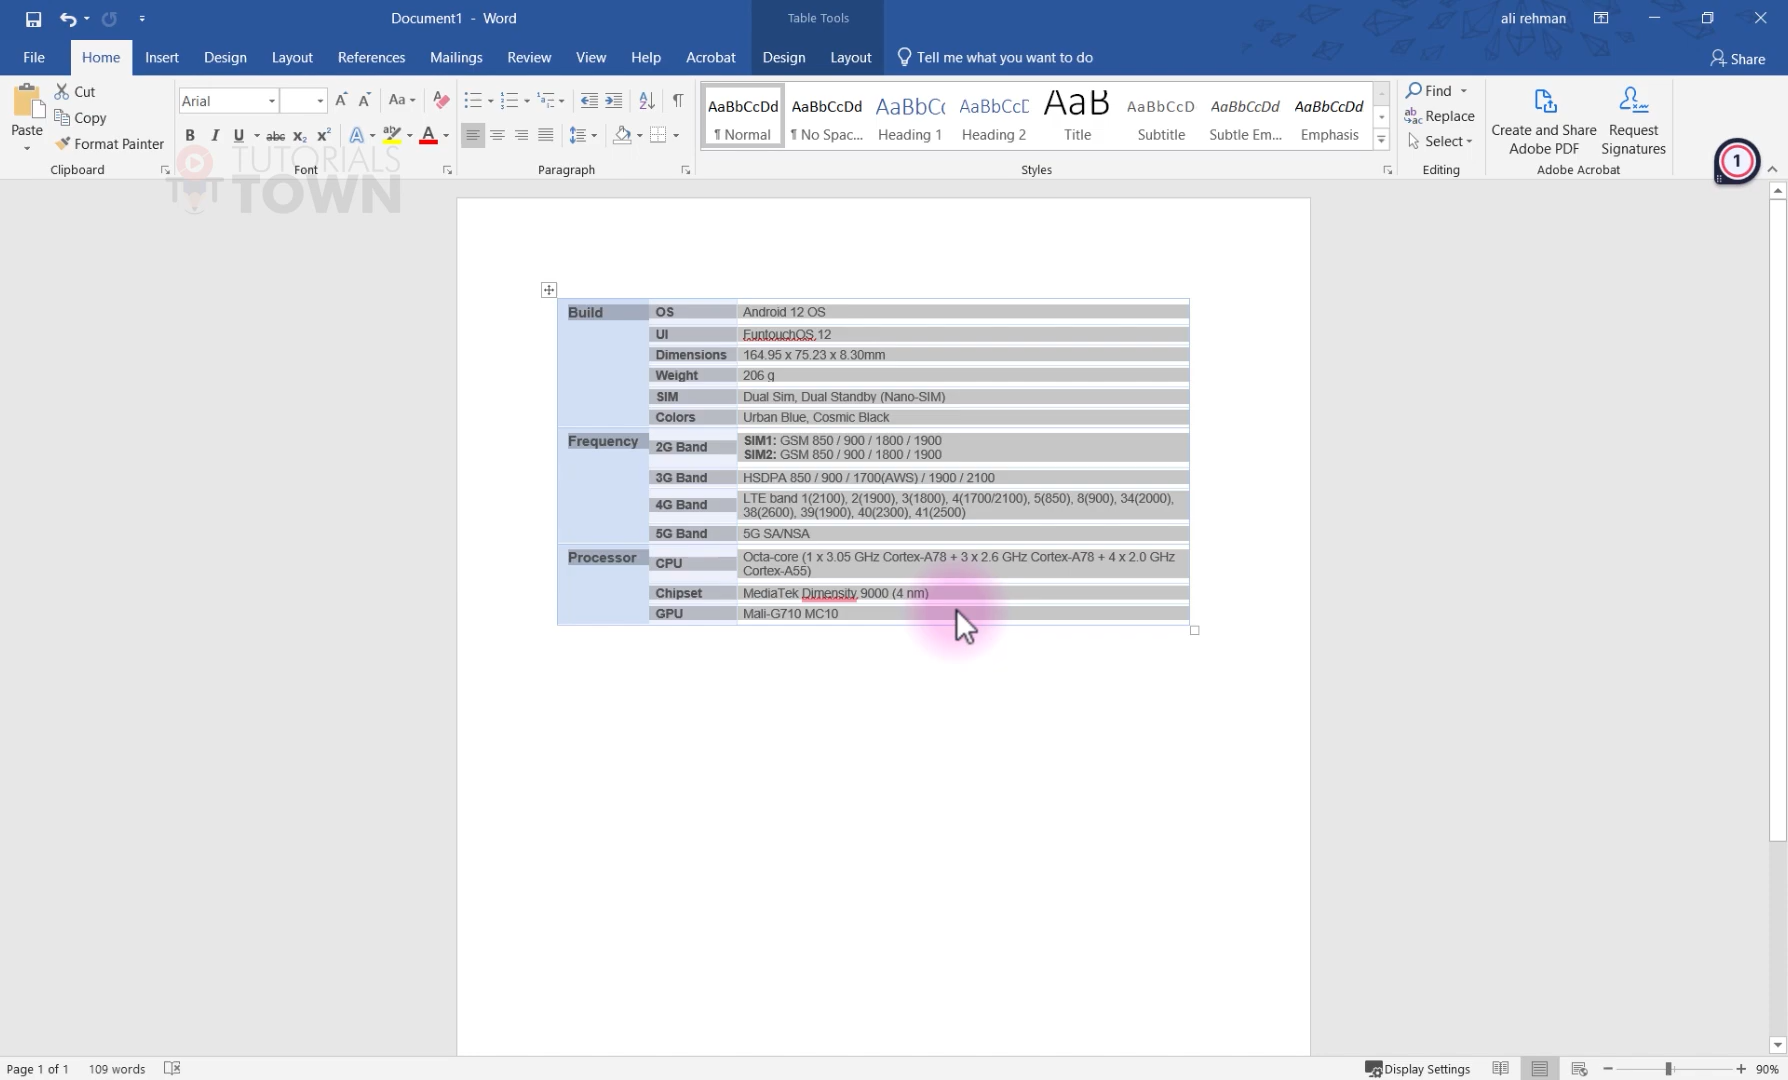 Document1 - Word
Table Tools
ali rehman
File Home Insert Design Layout References Mailings Review View Help Acrobat Design Layout Tell me what you want to do Share
Paste
Cut
Copy
Format Painter
Clipboard
Arial
Aa
Font
Paragraph
AaBbCcDd AaBbCcDd AaBbCc AaBbCcD AaB AaBbCcD AaBbCcDd AaBbCcDd
¶ Normal ¶ No Spac... Heading 1 Heading 2 Title Subtitle Subtle Em... Emphasis
Styles
Find
Replace
Select
Editing
Create and Share Adobe PDF
Request Signatures
Adobe Acrobat
1
TUTORIALS
TOWN
Build OS Android 12 OS
UI FuntouchOS 12
Dimensions 164.95 x 75.23 x 8.30mm
Weight 206 g
SIM Dual Sim, Dual Standby (Nano-SIM)
Colors Urban Blue, Cosmic Black
Frequency 2G Band SIM1: GSM 850 / 900 / 1800 / 1900
SIM2: GSM 850 / 900 / 1800 / 1900
3G Band HSDPA 850 / 900 / 1700(AWS) / 1900 / 2100
4G Band LTE band 1(2100), 2(1900), 3(1800), 4(1700/2100), 5(850), 8(900), 34(2000),
38(2600), 39(1900), 40(2300), 41(2500)
5G Band 5G SA/NSA
Processor CPU Octa-core (1 x 3.05 GHz Cortex-A78 + 3 x 2.6 GHz Cortex-A78 + 4 x 2.0 GHz
Cortex-A55)
Chipset MediaTek Dimensity 9000 (4 nm)
GPU Mali-G710 MC10
Page 1 of 1 109 words Display Settings 90%